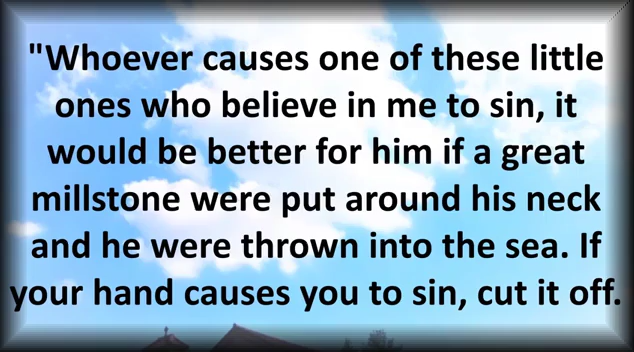 "Whoever causes one of these little
ones who believe in me to sin, it
would be better for him if a great
millstone were put around his neck
and he were thrown into the sea. If
your hand causes you to sin, cut it off.